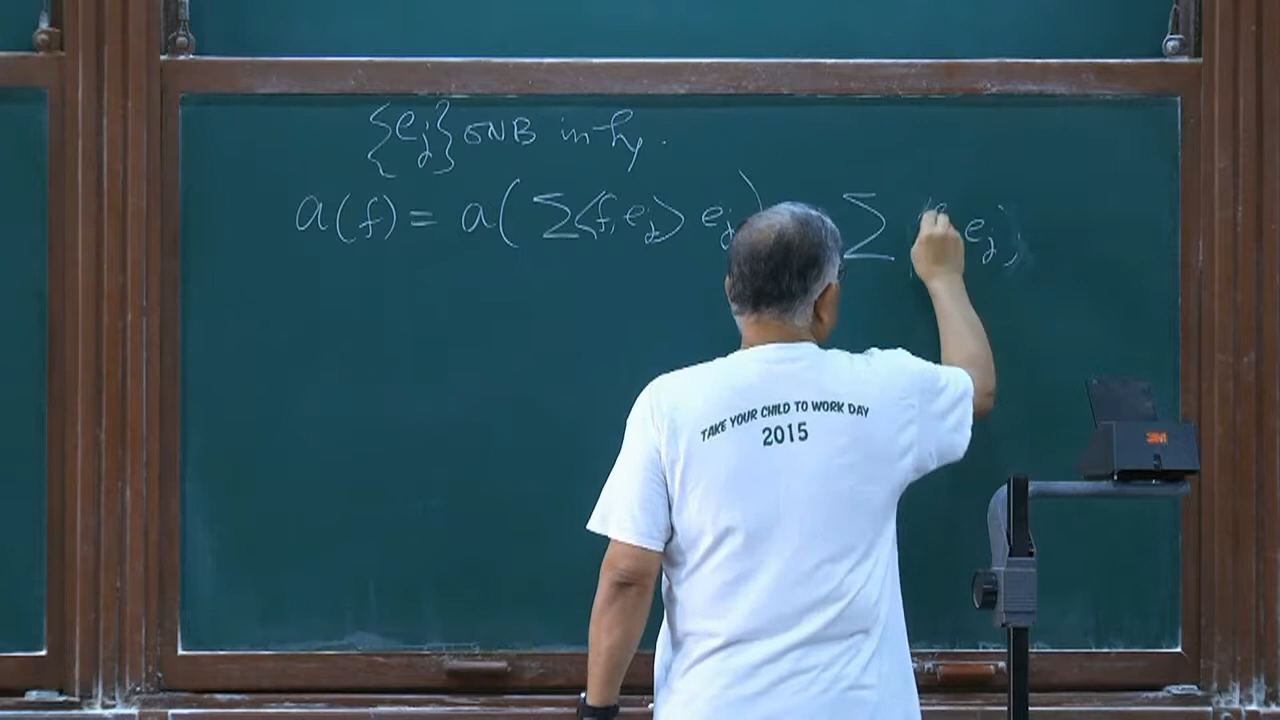 {e_j} ONB in h.
a(f) = a(Σ<f, e_j> e_j) Σ e_j)
TAKE YOUR CHILD TO WORK DAY
2015
3M